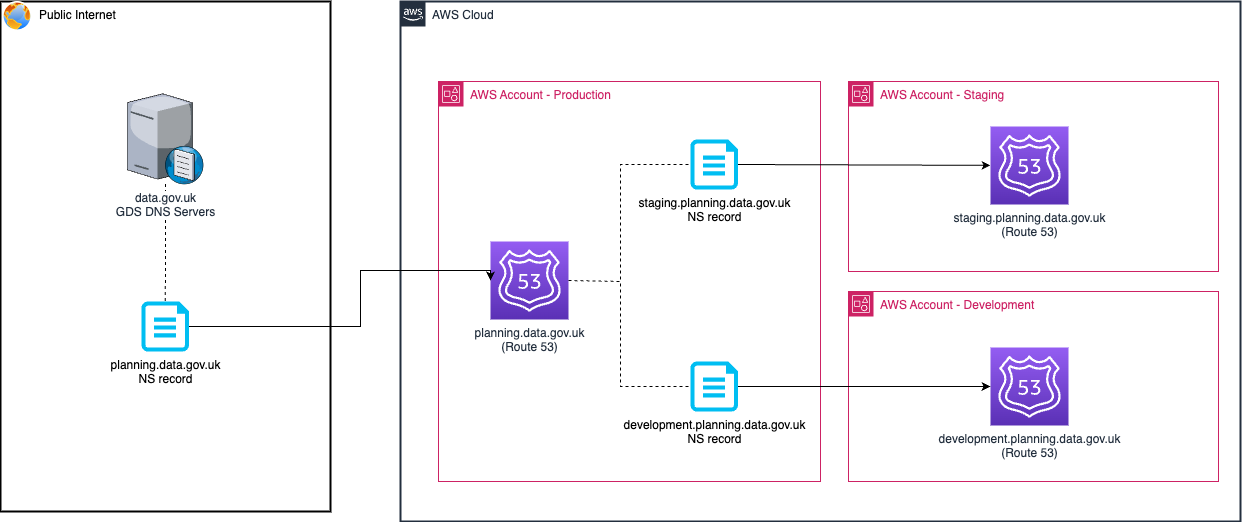 Public Internet
data.gov.uk
GDS DNS Servers
planning.data.gov.uk
NS record
aws
AWS Cloud
AWS Account - Production
53
planning.data.gov.uk
(Route 53)
staging.planning.data.gov.uk
NS record
development.planning.data.gov.uk
NS record
AWS Account - Staging
53
staging.planning.data.gov.uk
(Route 53)
AWS Account - Development
53
development.planning.data.gov.uk
(Route 53)